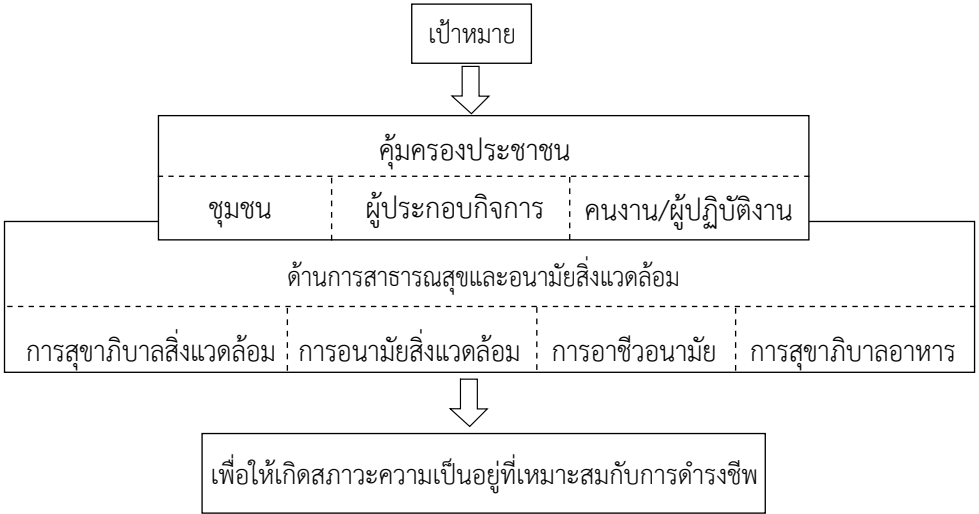 เป้าหมาย
คุ้มครองประชาชน
ชุมชน ผู้ประกอบกิจการ คนงาน/ผู้ปฏิบัติงาน
ด้านการสาธารณสุขและอนามัยสิ่งแวดล้อม
การสุขาภิบาลสิ่งแวดล้อม การอนามัยสิ่งแวดล้อม การอาชีวอนามัย การสุขาภิบาลอาหาร
เพื่อให้เกิดสภาวะความเป็นอยู่ที่เหมาะสมกับการดำรงชีพ